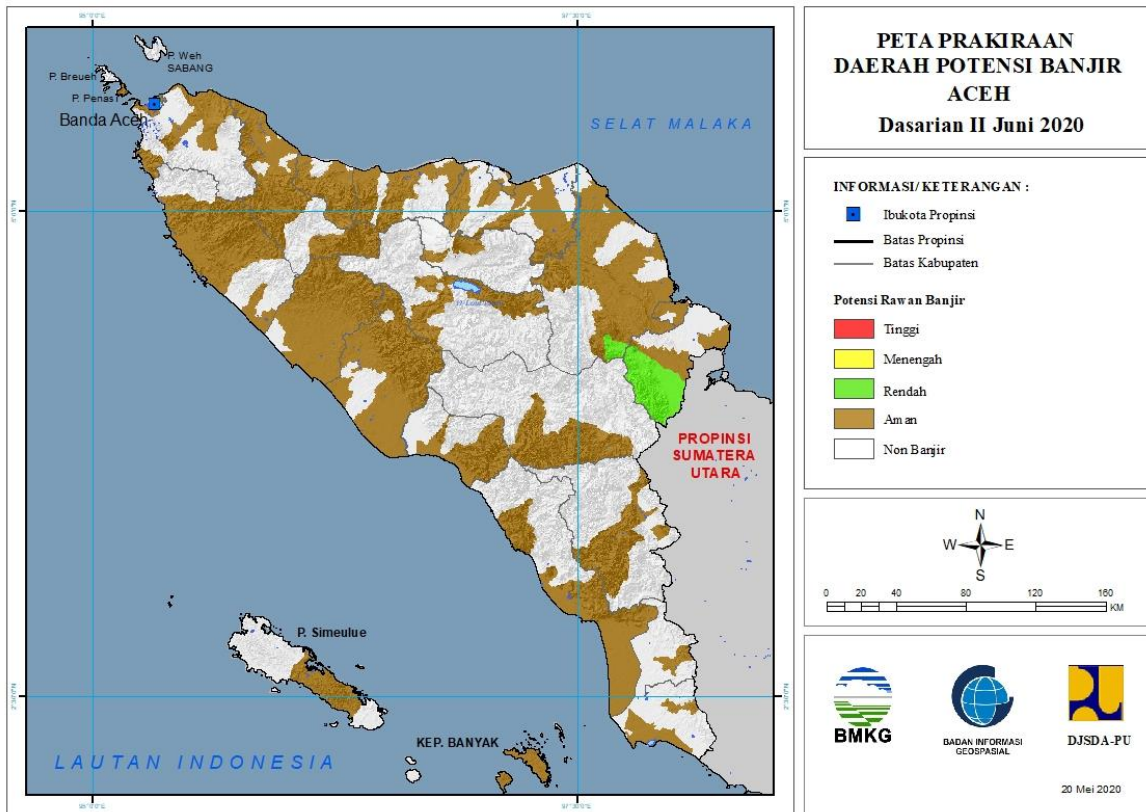 PETA PRAKIRAAN
DAERAH POTENSI BANJIR
ACEH
Dasarian II Juni 2020
INFORMASI/ KETERANGAN :
Ibukota Propinsi
Batas Propinsi
Batas Kabupaten
Potensi Rawan Banjir
Tinggi
Menengah
Rendah
Aman
Non Banjir
N
W E
S
0 20 40 80 120 160
KM
BMKG
BADAN INFORMASI
GEOSPASIAL
DJSDA-PU
20 Mei 2020
P. Weh
SABANG
P. Breueh
P. Penasi
Banda Aceh
SELAT MALAKA
PROPINSI
SUMATERA
UTARA
P. Simeulue
KEP. BANYAK
LAUTAN INDONESIA